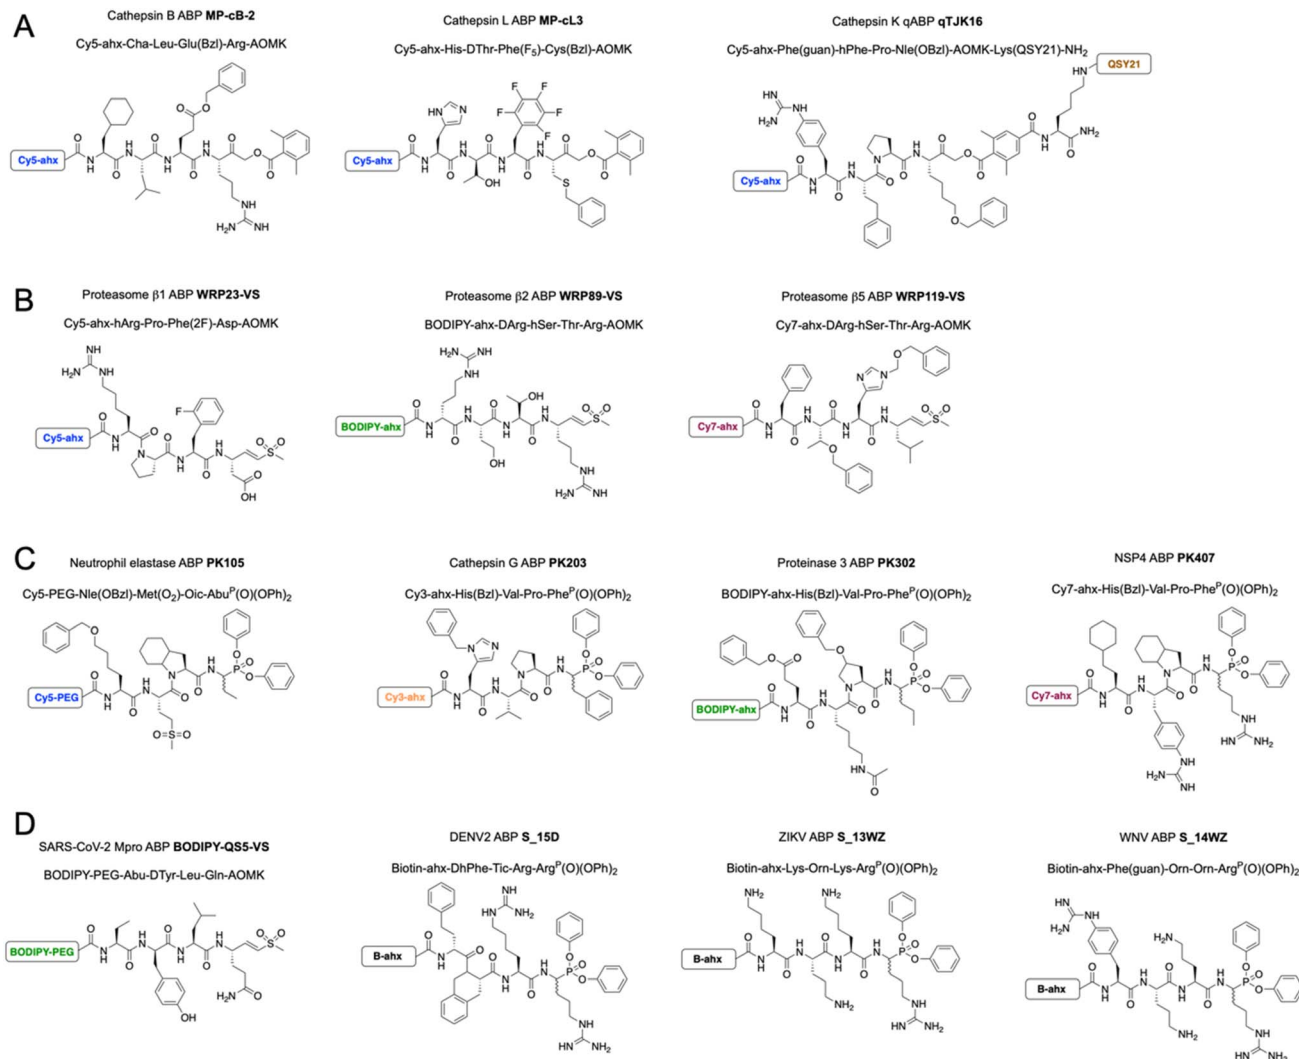 A
Cathepsin B ABP MP-cB-2
Cy5-ahx-Cha-Leu-Glu(Bzl)-Arg-AOMK
Cy5-ahx
Cathepsin L ABP MP-cL3
Cy5-ahx-His-DThr-Phe(F5)-Cys(Bzl)-AOMK
Cy5-ahx
Cathepsin K qABP qTJK16
Cy5-ahx-Phe(guan)-hPhe-Pro-Nle(OBzl)-AOMK-Lys(QSY21)-NH2
QSY21
Cy5-ahx
B
Proteasome β1 ABP WRP23-VS
Cy5-ahx-hArg-Pro-Phe(2F)-Asp-AOMK
Cy5-ahx
Proteasome β2 ABP WRP89-VS
BODIPY-ahx-DArg-hSer-Thr-Arg-AOMK
BODIPY-ahx
Proteasome β5 ABP WRP119-VS
Cy7-ahx-DArg-hSer-Thr-Arg-AOMK
Cy7-ahx
C
Neutrophil elastase ABP PK105
Cy5-PEG-Nle(OBzl)-Met(O2)-Oic-Abu^P(O)(OPh)2
Cy5-PEG
Cathepsin G ABP PK203
Cy3-ahx-His(Bzl)-Val-Pro-Phe^P(O)(OPh)2
Cy3-ahx
Proteinase 3 ABP PK302
BODIPY-ahx-His(Bzl)-Val-Pro-Phe^P(O)(OPh)2
BODIPY-ahx
NSP4 ABP PK407
Cy7-ahx-His(Bzl)-Val-Pro-Phe^P(O)(OPh)2
Cy7-ahx
D
SARS-CoV-2 Mpro ABP BODIPY-QS5-VS
BODIPY-PEG-Abu-DTyr-Leu-Gln-AOMK
BODIPY-PEG
DENV2 ABP S_15D
Biotin-ahx-DhPhe-Tic-Arg-Arg^P(O)(OPh)2
B-ahx
ZIKV ABP S_13WZ
Biotin-ahx-Lys-Orn-Lys-Arg^P(O)(OPh)2
B-ahx
WNV ABP S_14WZ
Biotin-ahx-Phe(guan)-Orn-Orn-Arg^P(O)(OPh)2
B-ahx